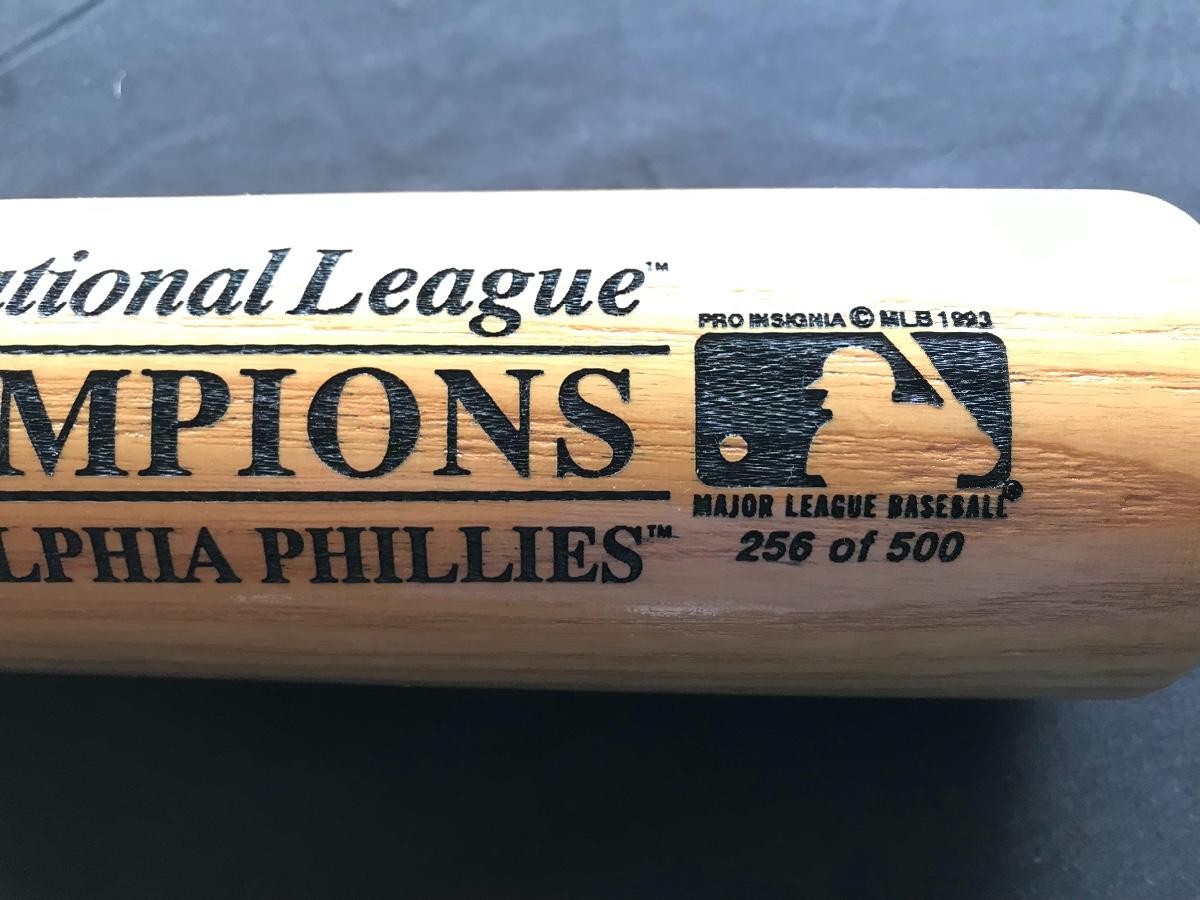 ational League™
MPIONS
LPHIA PHILLIES™
PRO INSIGNIA © MLB 1993
MAJOR LEAGUE BASEBALL®
256 of 500